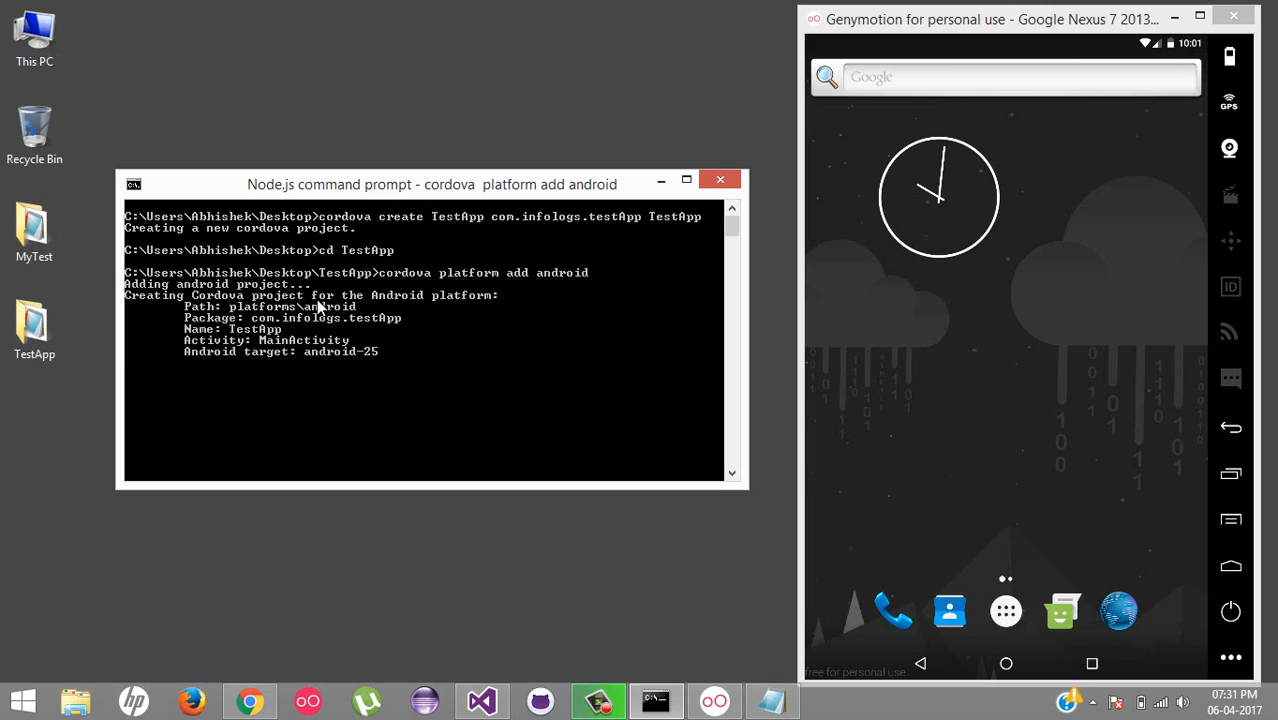 This PC
Recycle Bin
MyTest
TestApp
Node.js command prompt - cordova  platform add android
C:\Users\Abhishek\Desktop>cordova create TestApp com.infologs.testApp TestApp
Creating a new cordova project.
C:\Users\Abhishek\Desktop>cd TestApp
C:\Users\Abhishek\Desktop\TestApp>cordova platform add android
Adding android project...
Creating Cordova project for the Android platform:
Path: platforms\android
Package: com.infologs.testApp
Name: TestApp
Activity: MainActivity
Android target: android-25
Genymotion for personal use - Google Nexus 7 2013...
10:01
Google
GPS
ID
free for personal use
07:31 PM
06-04-2017